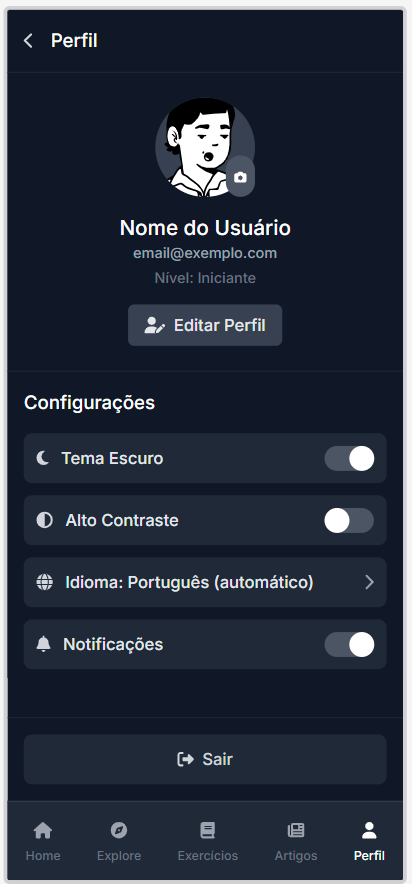 Perfil
Nome do Usuário
email@exemplo.com
Nível: Iniciante
Editar Perfil
Configurações
Tema Escuro
Alto Contraste
Idioma: Português (automático)
Notificações
Sair
Home Explore Exercícios Artigos Perfil